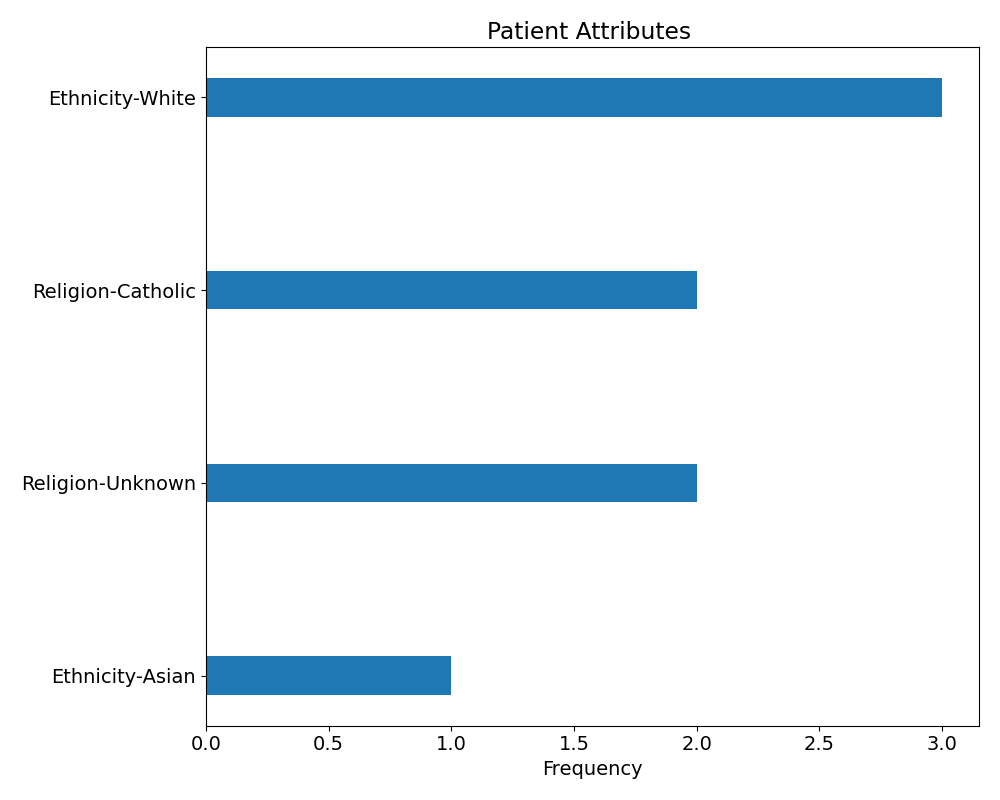 Patient Attributes
Ethnicity-White
Religion-Catholic
Religion-Unknown
Ethnicity-Asian
0.0 0.5 1.0 1.5 2.0 2.5 3.0
Frequency